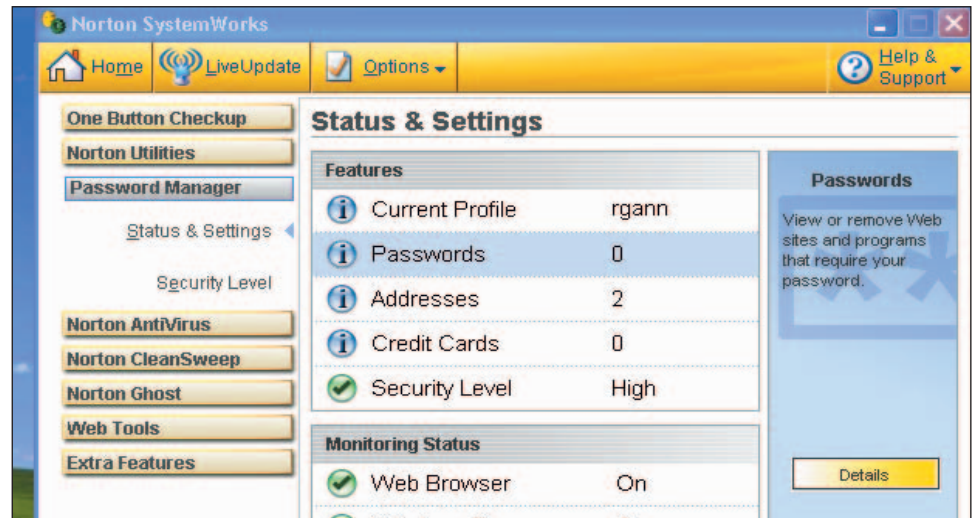 Norton SystemWorks
Home LiveUpdate Options Help & Support
One Button Checkup
Norton Utilities
Password Manager
Status & Settings
Security Level
Norton AntiVirus
Norton CleanSweep
Norton Ghost
Web Tools
Extra Features
Status & Settings
Features
Current Profile rgann
Passwords 0
Addresses 2
Credit Cards 0
Security Level High
Monitoring Status
Web Browser On
Passwords
View or remove Web
sites and programs
that require your
password.
Details